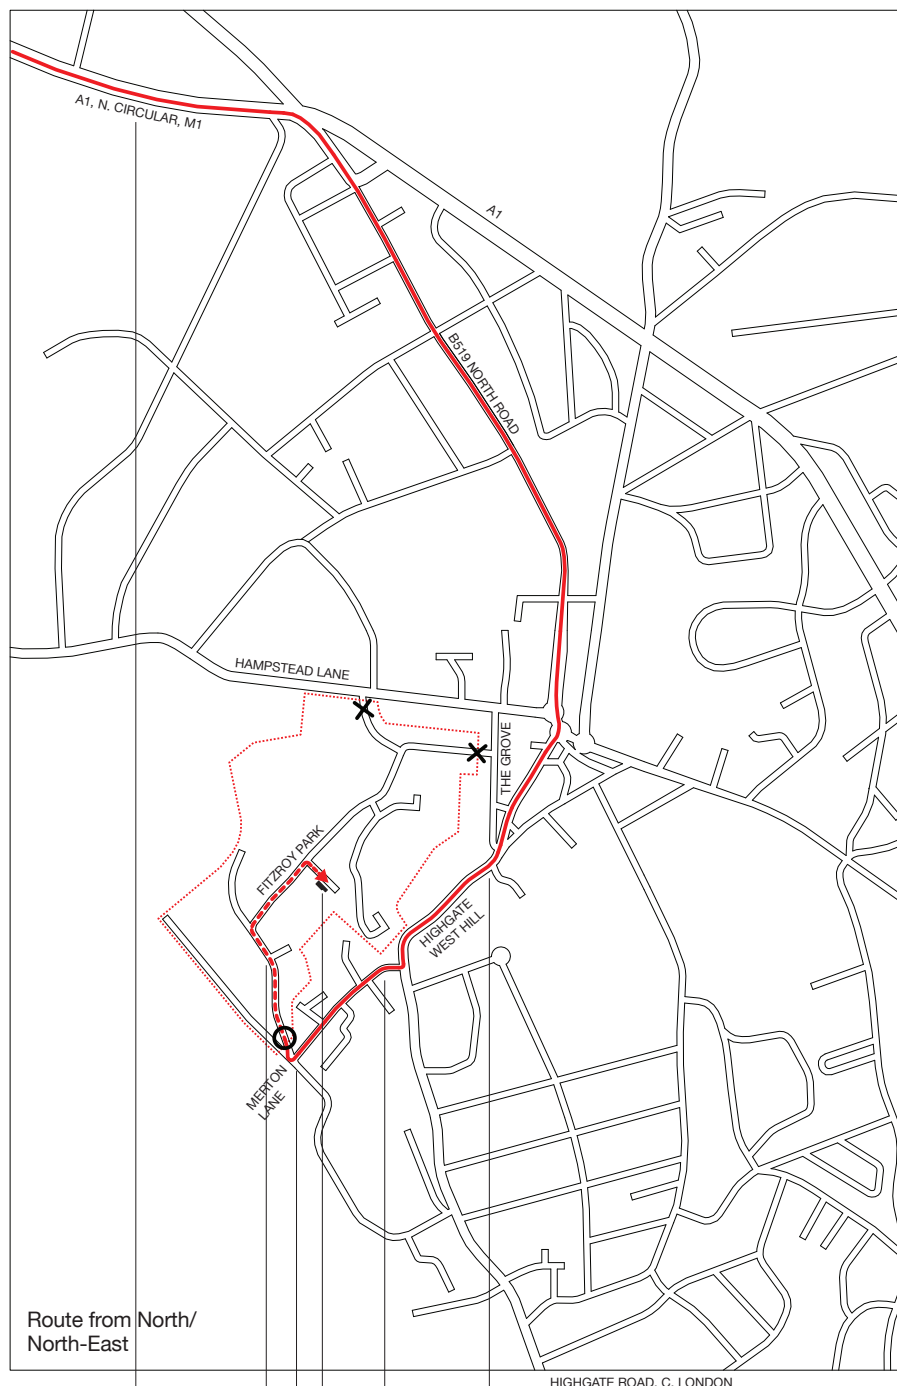 A1, N. CIRCULAR, M1
A1
B519 NORTH ROAD
HAMPSTEAD LANE
THE GROVE
FITZROY PARK
HIGHGATE
WEST HILL
MERTON
LANE
Route from North/
North-East
HIGHGATE ROAD, C. LONDON